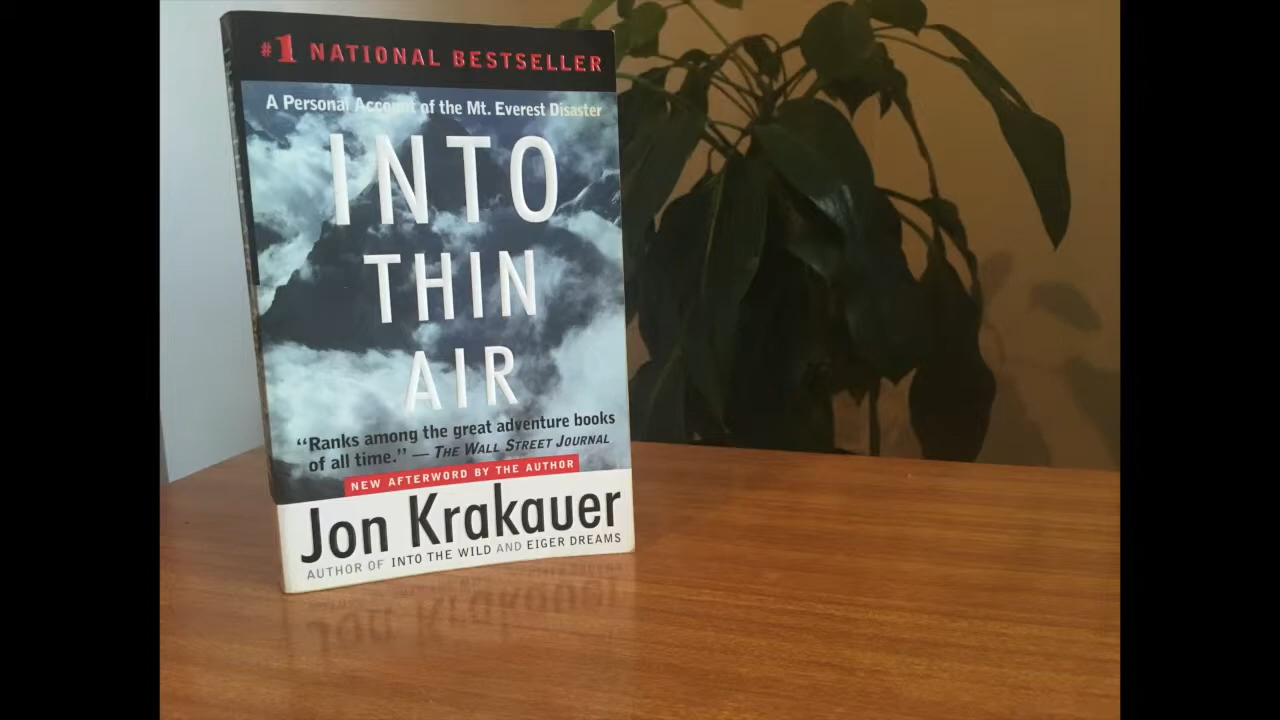 #1 NATIONAL BESTSELLER
A Personal Account of the Mt. Everest Disaster
INTO
THIN
AIR
“Ranks among the great adventure books
of all time.” — THE WALL STREET JOURNAL
NEW AFTERWORD BY THE AUTHOR
Jon Krakauer
AUTHOR OF INTO THE WILD AND EIGER DREAMS